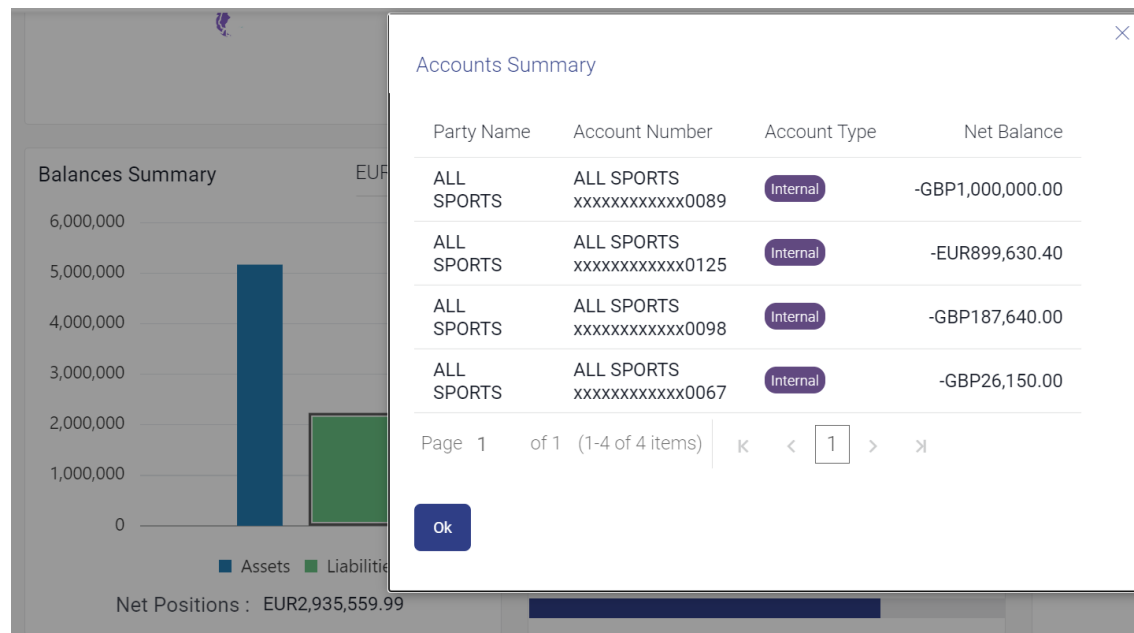 Accounts Summary
Party Name Account Number Account Type Net Balance
ALL SPORTS ALL SPORTS xxxxxxxxxxxx0089 Internal -GBP1,000,000.00
ALL SPORTS ALL SPORTS xxxxxxxxxxxx0125 Internal -EUR899,630.40
ALL SPORTS ALL SPORTS xxxxxxxxxxxx0098 Internal -GBP187,640.00
ALL SPORTS ALL SPORTS xxxxxxxxxxxx0067 Internal -GBP26,150.00
Page 1 of 1 (1-4 of 4 items) 1
Ok
Balances Summary EUR
6,000,000
5,000,000
4,000,000
3,000,000
2,000,000
1,000,000
0
Assets Liabilitie
Net Positions : EUR2,935,559.99